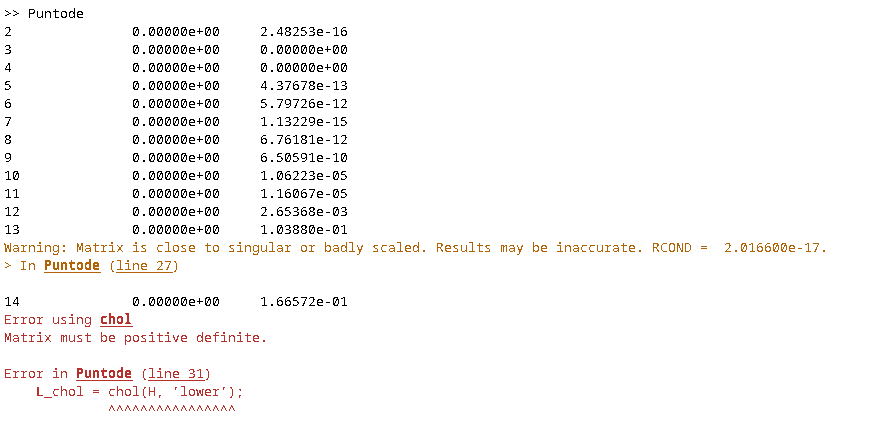 >> Puntode
2 0.00000e+00 2.48253e-16
3 0.00000e+00 0.00000e+00
4 0.00000e+00 0.00000e+00
5 0.00000e+00 4.37678e-13
6 0.00000e+00 5.79726e-12
7 0.00000e+00 1.13229e-15
8 0.00000e+00 6.76181e-12
9 0.00000e+00 6.50591e-10
10 0.00000e+00 1.06223e-05
11 0.00000e+00 1.16067e-05
12 0.00000e+00 2.65368e-03
13 0.00000e+00 1.03880e-01
Warning: Matrix is close to singular or badly scaled. Results may be inaccurate. RCOND = 2.016600e-17.
> In Puntode (line 27)
14 0.00000e+00 1.66572e-01
Error using chol
Matrix must be positive definite.
Error in Puntode (line 31)
L_chol = chol(H, 'lower');
^^^^^^^^^^^^^^^^